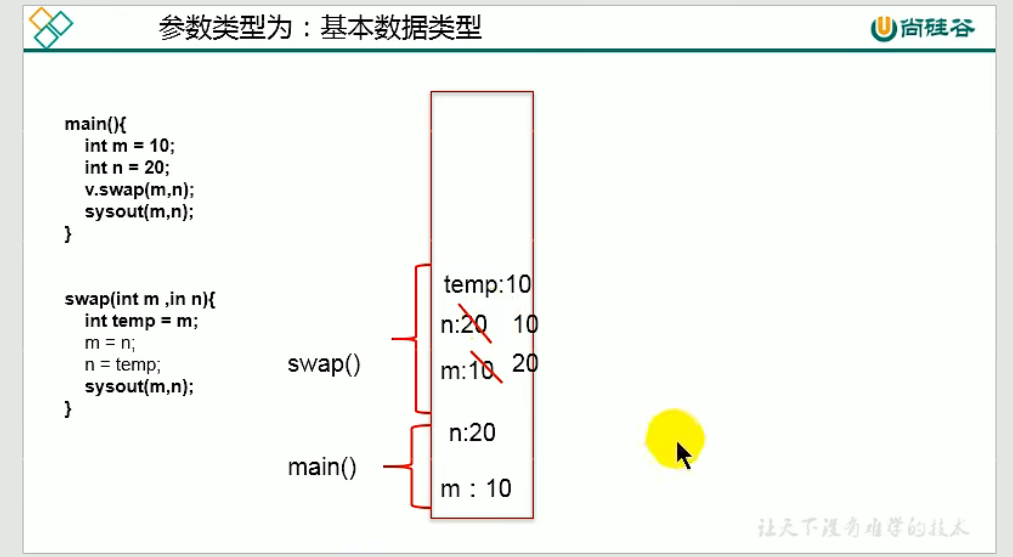 参数类型为：基本数据类型
尚硅谷
main(){
int m = 10;
int n = 20;
v.swap(m,n);
sysout(m,n);
}
swap(int m ,in n){
int temp = m;
m = n;
n = temp;
sysout(m,n);
}
temp:10
n:20 10
swap()
m:10 20
n:20
main()
m：10
让天下没有难学的技术